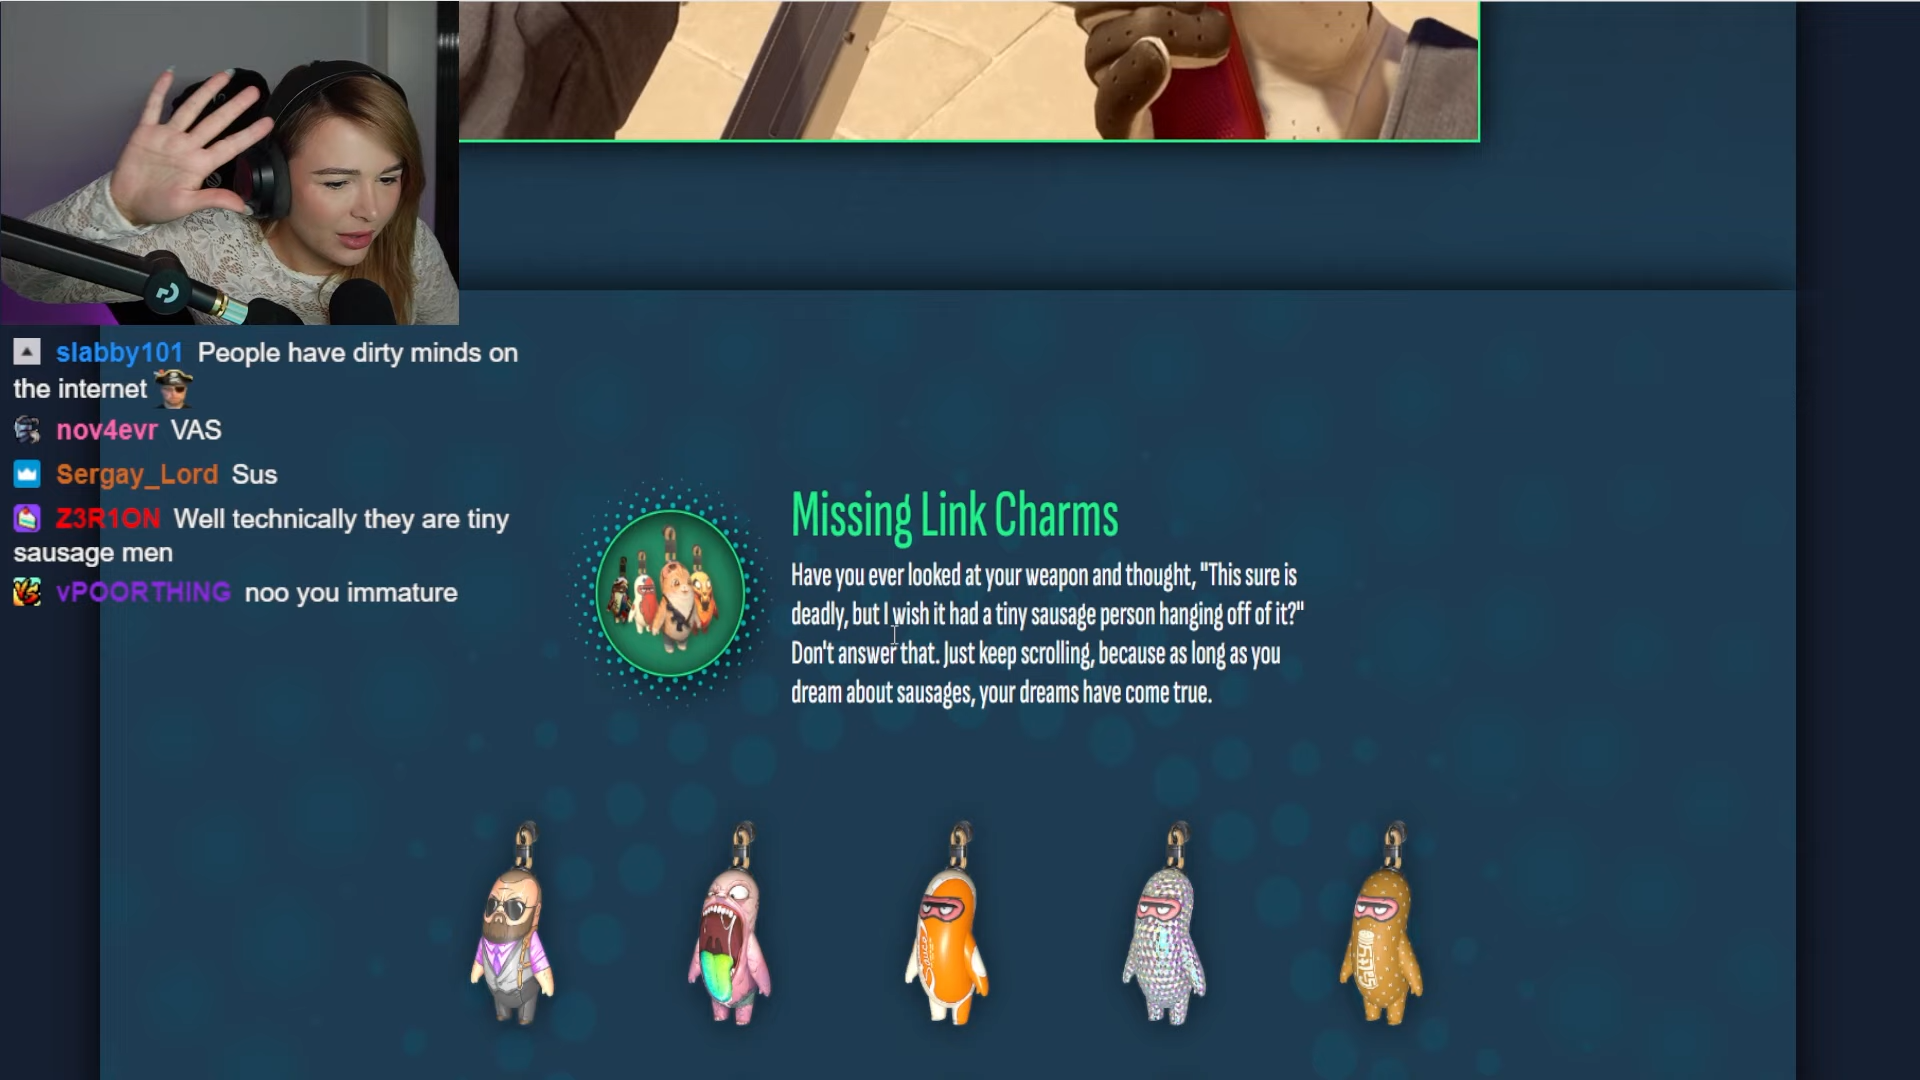 slabby101 People have dirty minds on
the internet
nov4evr VAS
Sergay_Lord Sus
Z3R1ON Well technically they are tiny
sausage men
vPOORTHING noo you immature
Missing Link Charms
Have you ever looked at your weapon and thought, "This sure is
deadly, but I wish it had a tiny sausage person hanging off of it?"
Don't answer that. Just keep scrolling, because as long as you
dream about sausages, your dreams have come true.
Sauce
Salty